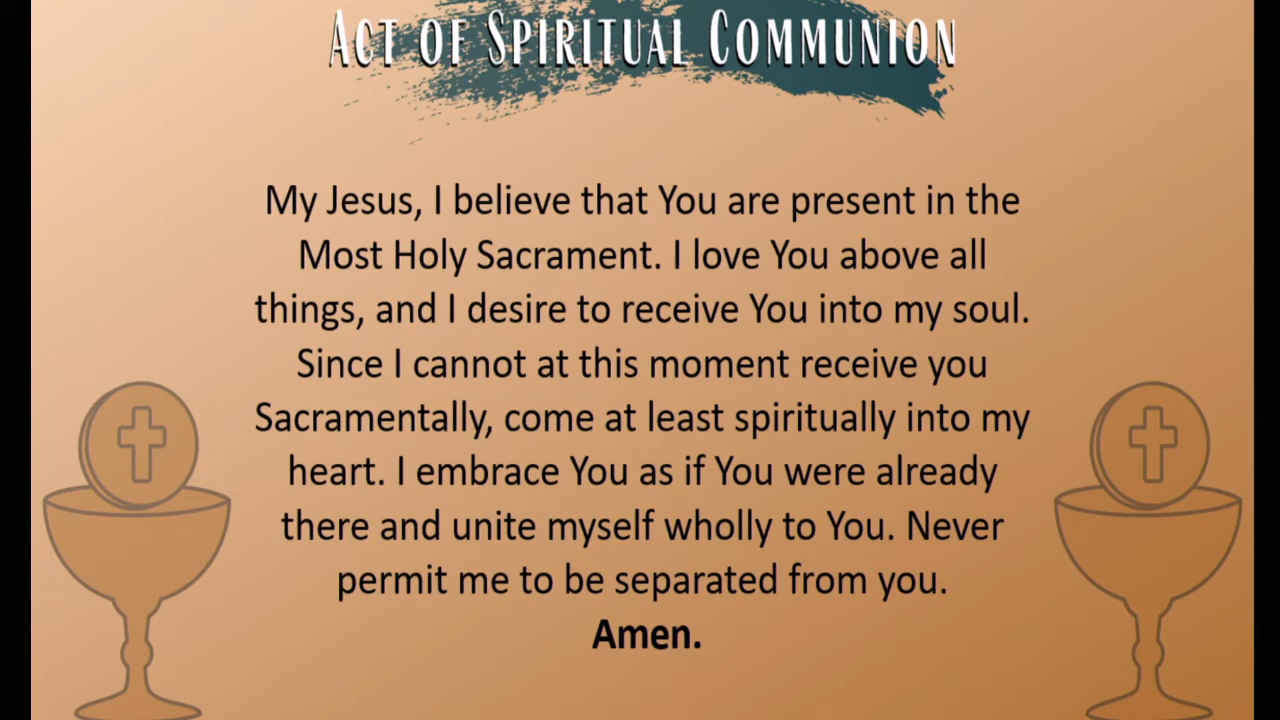 Act of Spiritual Communion
My Jesus, I believe that You are present in the
Most Holy Sacrament. I love You above all
things, and I desire to receive You into my soul.
Since I cannot at this moment receive you
Sacramentally, come at least spiritually into my
heart. I embrace You as if You were already
there and unite myself wholly to You. Never
permit me to be separated from you.
Amen.